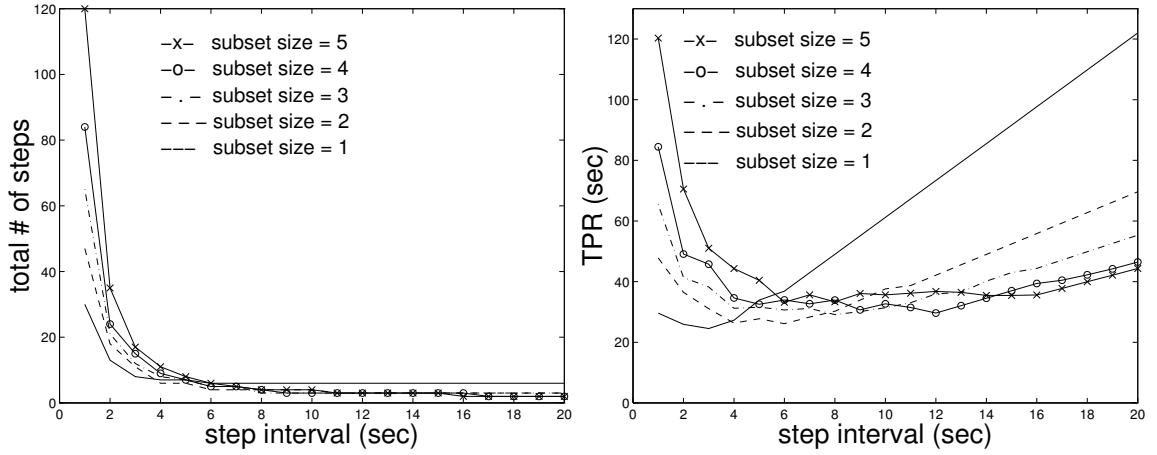 120
100
80
60
40
20
0
total # of steps
–x– subset size = 5
–o– subset size = 4
– · – subset size = 3
– – – subset size = 2
–– subset size = 1
0 2 4 6 8 10 12 14 16 18 20
step interval (sec)
120
100
80
60
40
20
0
TPR (sec)
–x– subset size = 5
–o– subset size = 4
– · – subset size = 3
– – – subset size = 2
–– subset size = 1
0 2 4 6 8 10 12 14 16 18 20
step interval (sec)